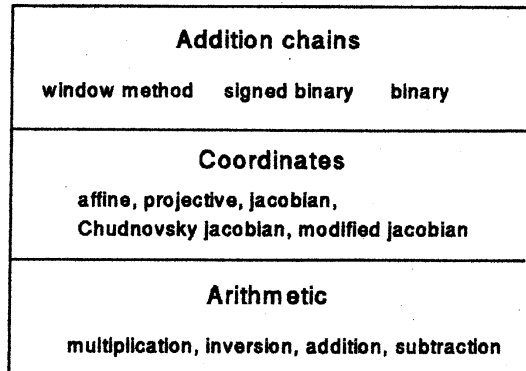 Addition chains
window method signed binary binary
Coordinates
affine, projective, jacobian,
Chudnovsky jacobian, modified jacobian
Arithmetic
multiplication, inversion, addition, subtraction